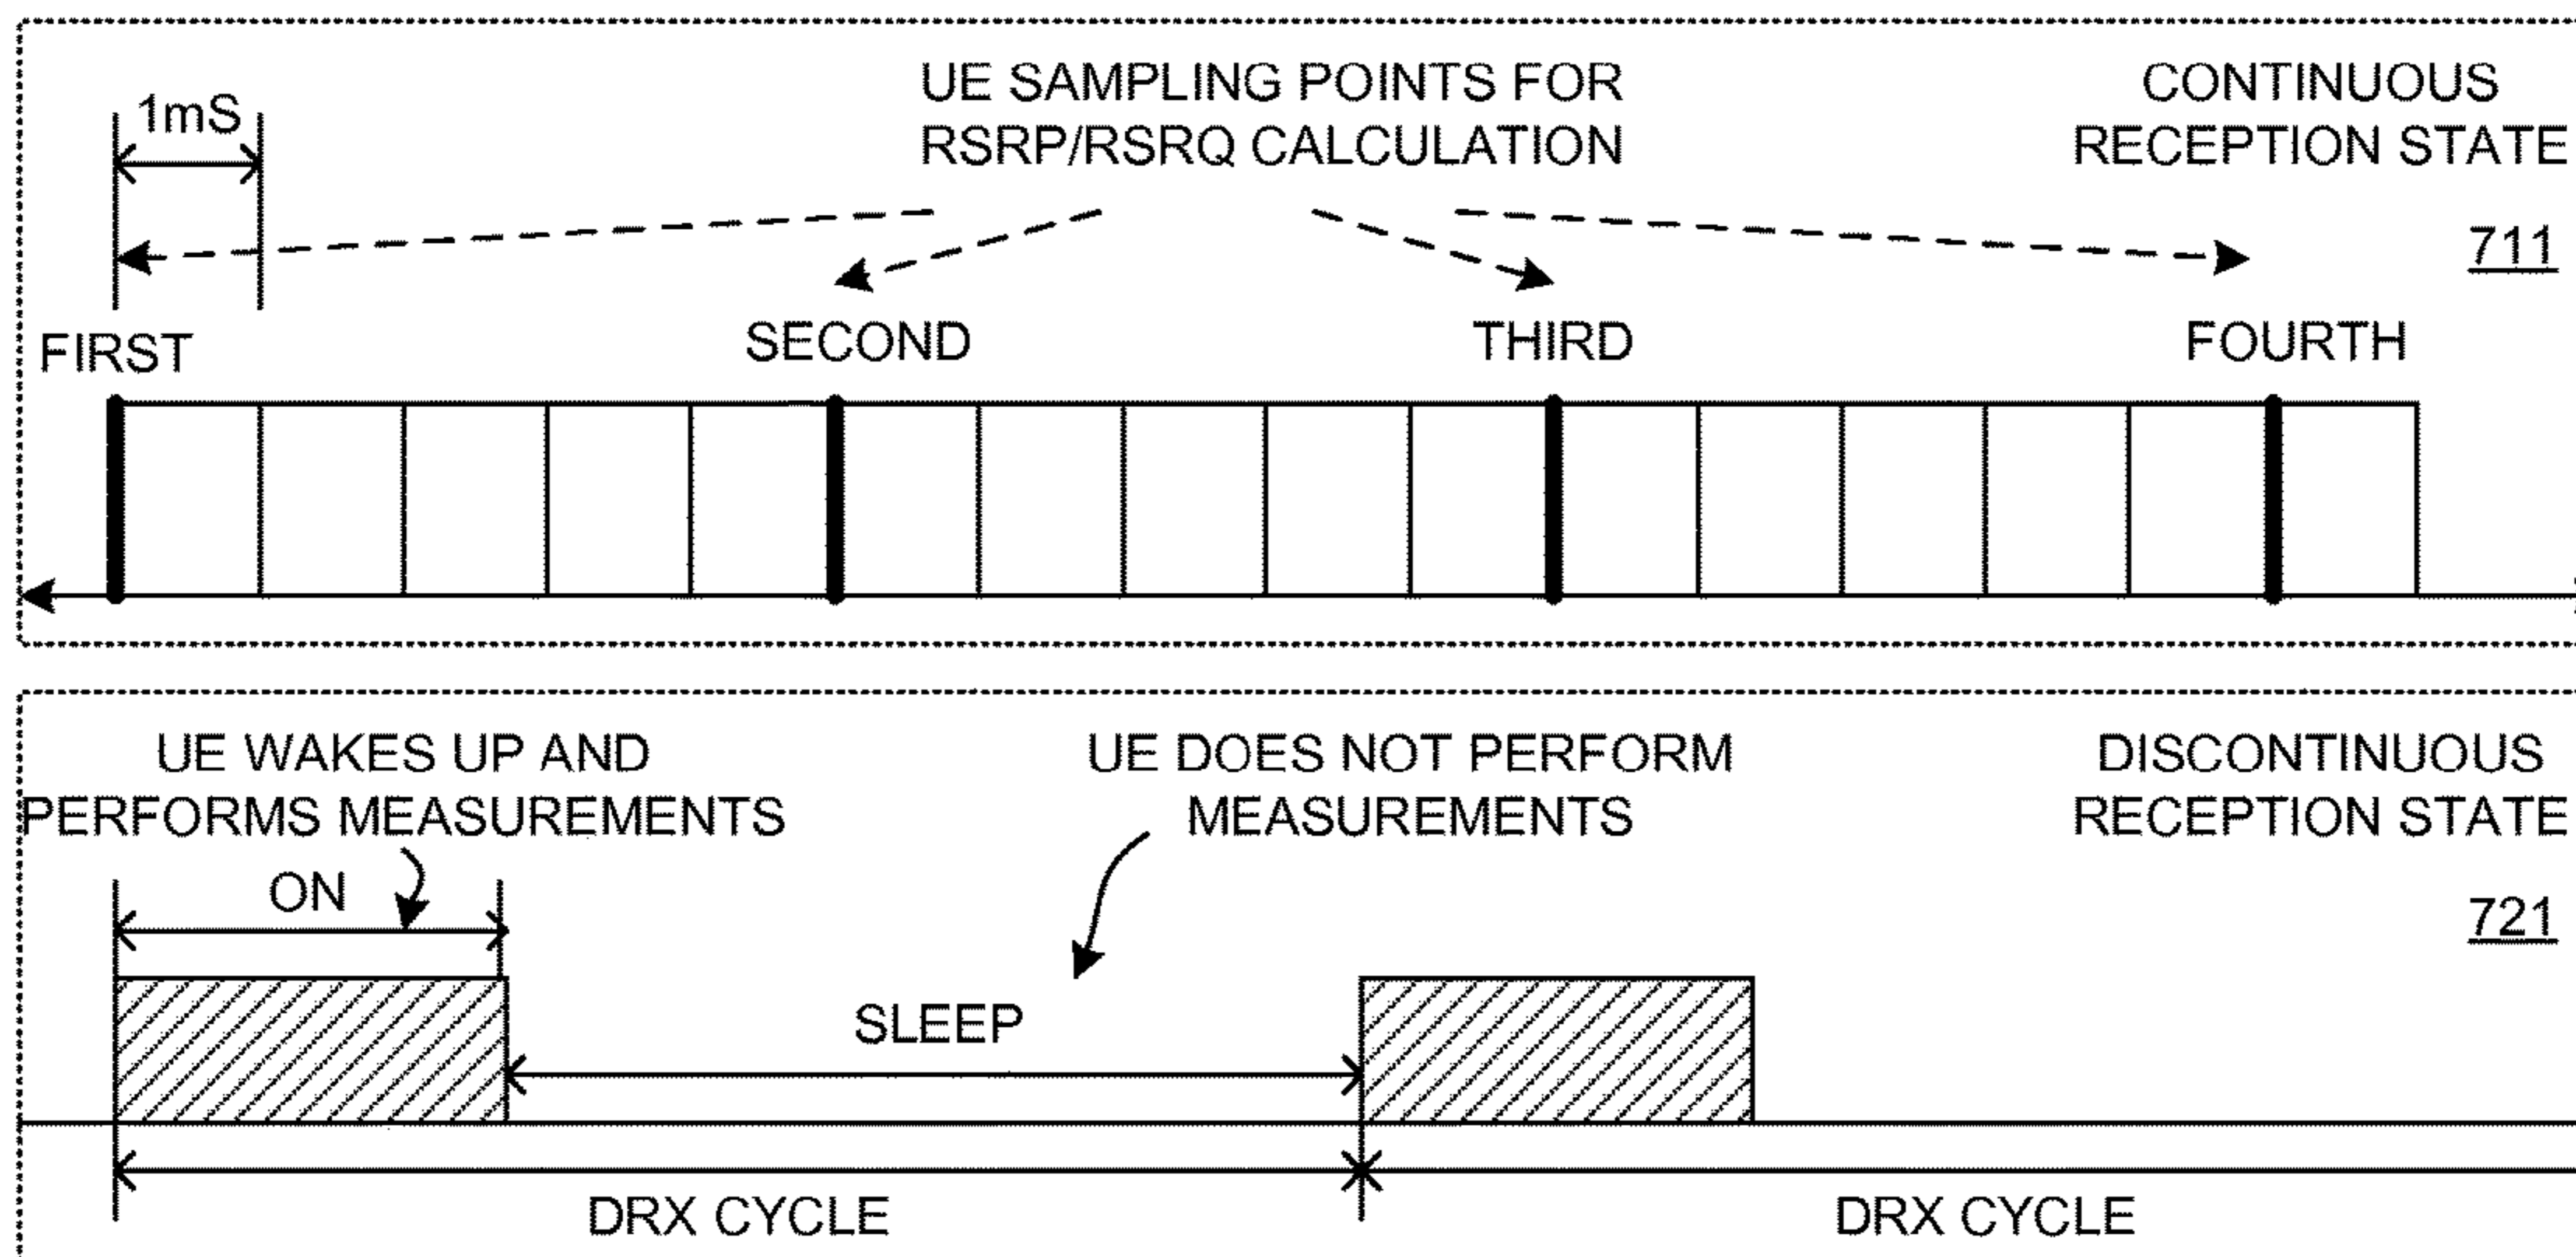 1mS
UE SAMPLING POINTS FOR
RSRP/RSRQ CALCULATION
CONTINUOUS
RECEPTION STATE
711
FIRST
SECOND
THIRD
FOURTH
UE WAKES UP AND
PERFORMS MEASUREMENTS
ON
UE DOES NOT PERFORM
MEASUREMENTS
DISCONTINUOUS
RECEPTION STATE
721
SLEEP
DRX CYCLE
DRX CYCLE